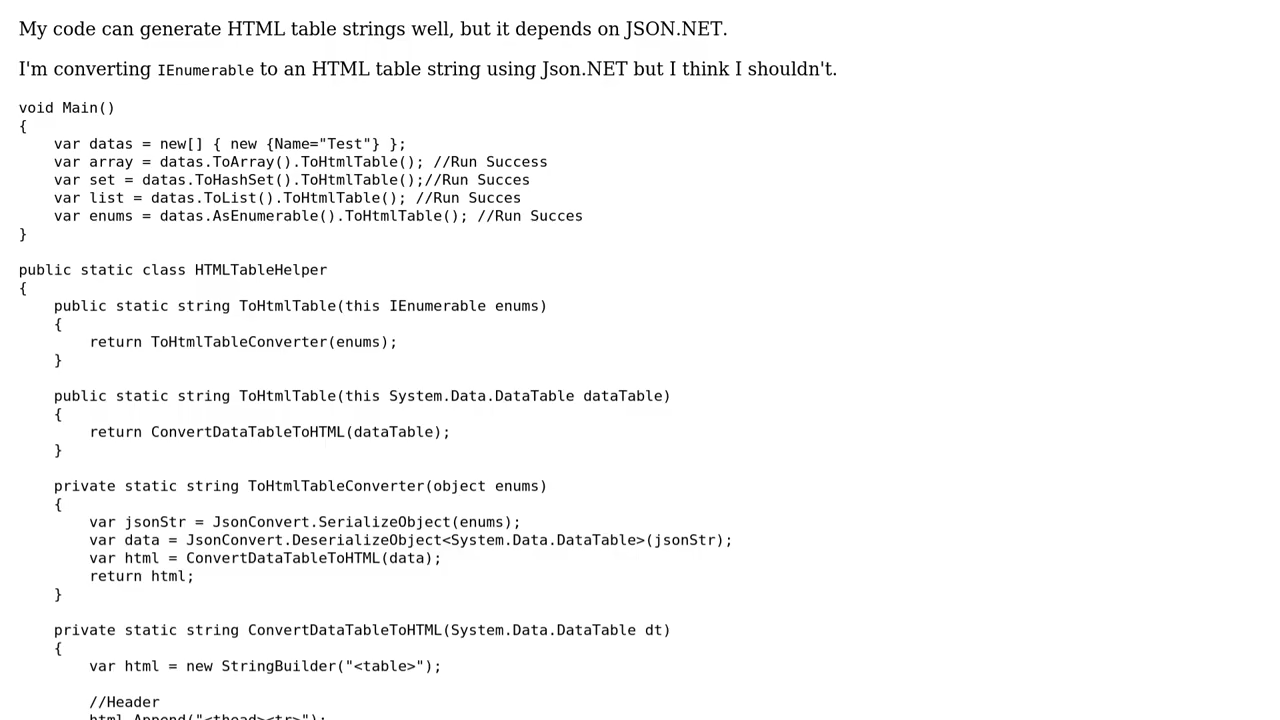 My code can generate HTML table strings well, but it depends on JSON.NET.
I'm converting IEnumerable to an HTML table string using Json.NET but I think I shouldn't.
void Main()
{
    var datas = new[] { new {Name="Test"} };
    var array = datas.ToArray().ToHtmlTable(); //Run Success
    var set = datas.ToHashSet().ToHtmlTable();//Run Succes
    var list = datas.ToList().ToHtmlTable(); //Run Succes
    var enums = datas.AsEnumerable().ToHtmlTable(); //Run Succes
}
public static class HTMLTableHelper
{
    public static string ToHtmlTable(this IEnumerable enums)
    {
        return ToHtmlTableConverter(enums);
    }
    public static string ToHtmlTable(this System.Data.DataTable dataTable)
    {
        return ConvertDataTableToHTML(dataTable);
    }
    private static string ToHtmlTableConverter(object enums)
    {
        var jsonStr = JsonConvert.SerializeObject(enums);
        var data = JsonConvert.DeserializeObject<System.Data.DataTable>(jsonStr);
        var html = ConvertDataTableToHTML(data);
        return html;
    }
    private static string ConvertDataTableToHTML(System.Data.DataTable dt)
    {
        var html = new StringBuilder("<table>");
        //Header
        html.Append("<thead><tr>");